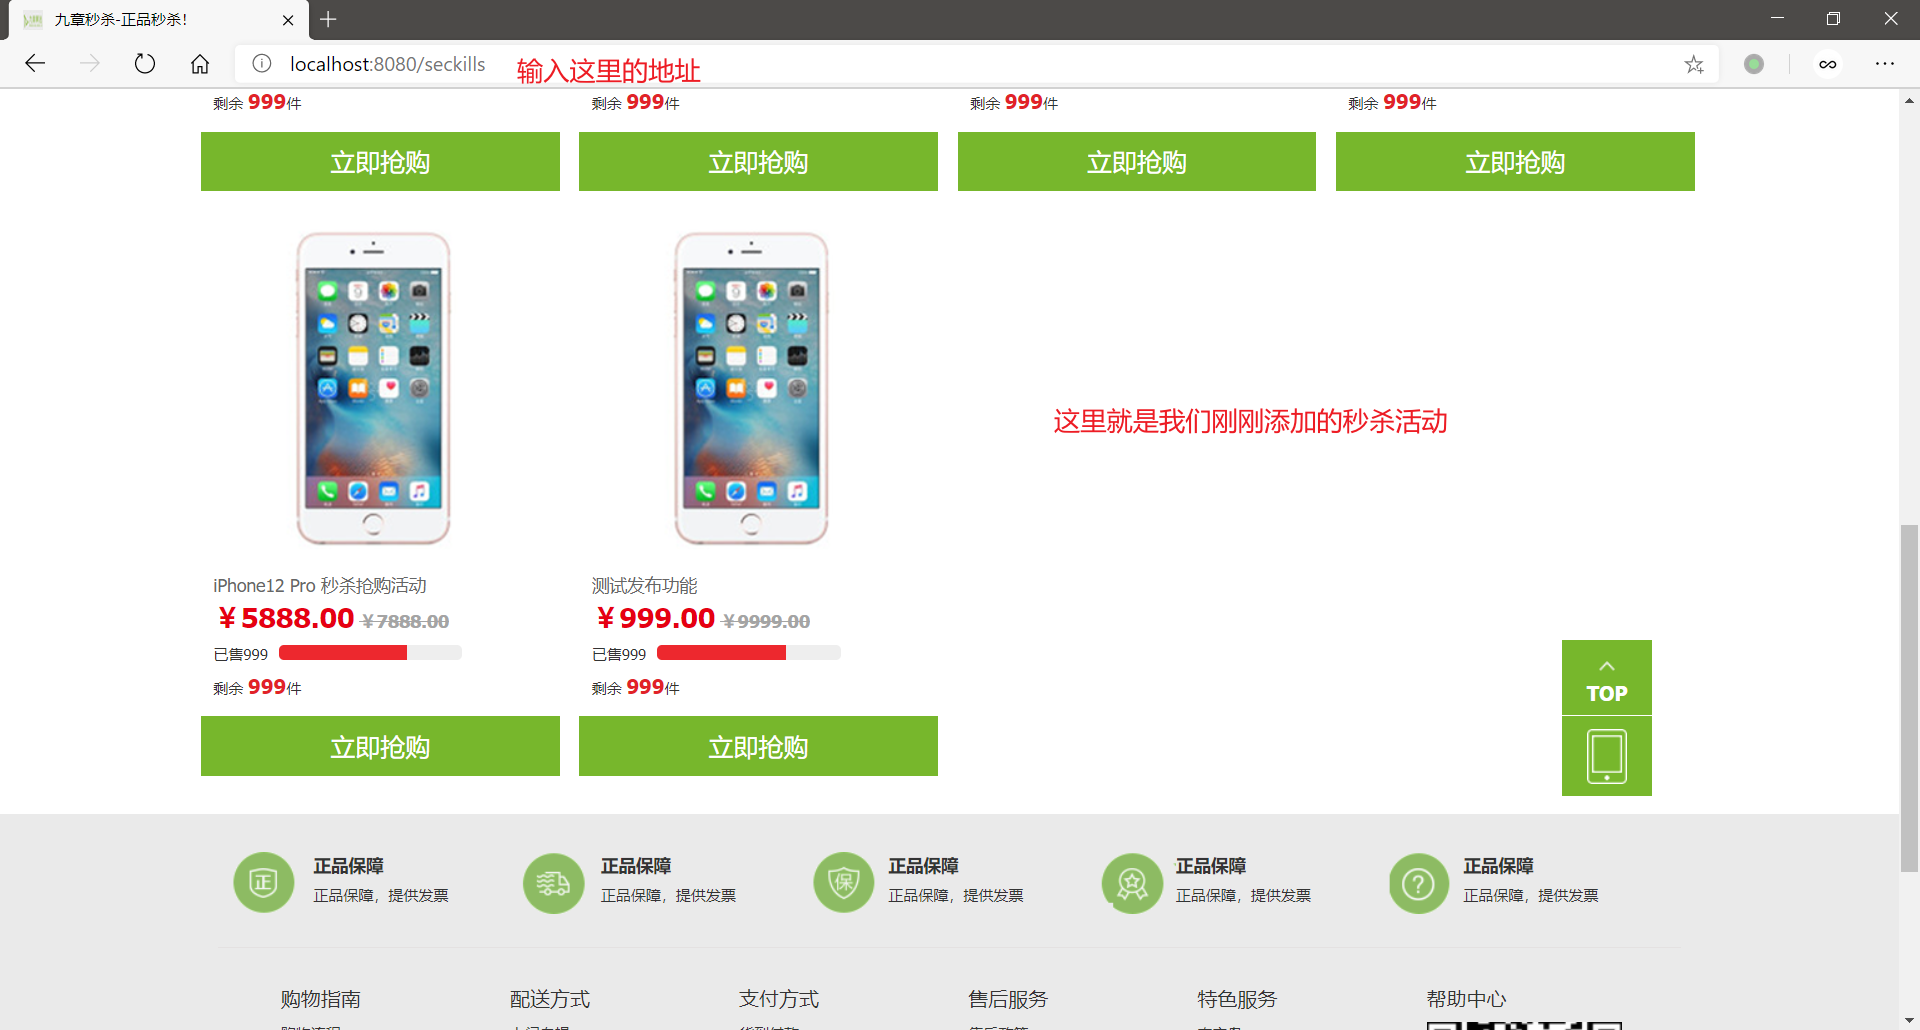 九章秒杀-正品秒杀!
localhost:8080/seckills
输入这里的地址
剩余 999件 剩余 999件 剩余 999件 剩余 999件
立即抢购 立即抢购 立即抢购 立即抢购
这里就是我们刚刚添加的秒杀活动
iPhone12 Pro 秒杀抢购活动 测试发布功能
￥5888.00 ￥7888.00 ￥999.00 ￥9999.00
已售999 已售999
剩余 999件 剩余 999件
TOP
立即抢购 立即抢购
正 保
正品保障 正品保障 正品保障 正品保障 正品保障
正品保障，提供发票 正品保障，提供发票 正品保障，提供发票 正品保障，提供发票 正品保障，提供发票
购物指南 配送方式 支付方式 售后服务 特色服务 帮助中心